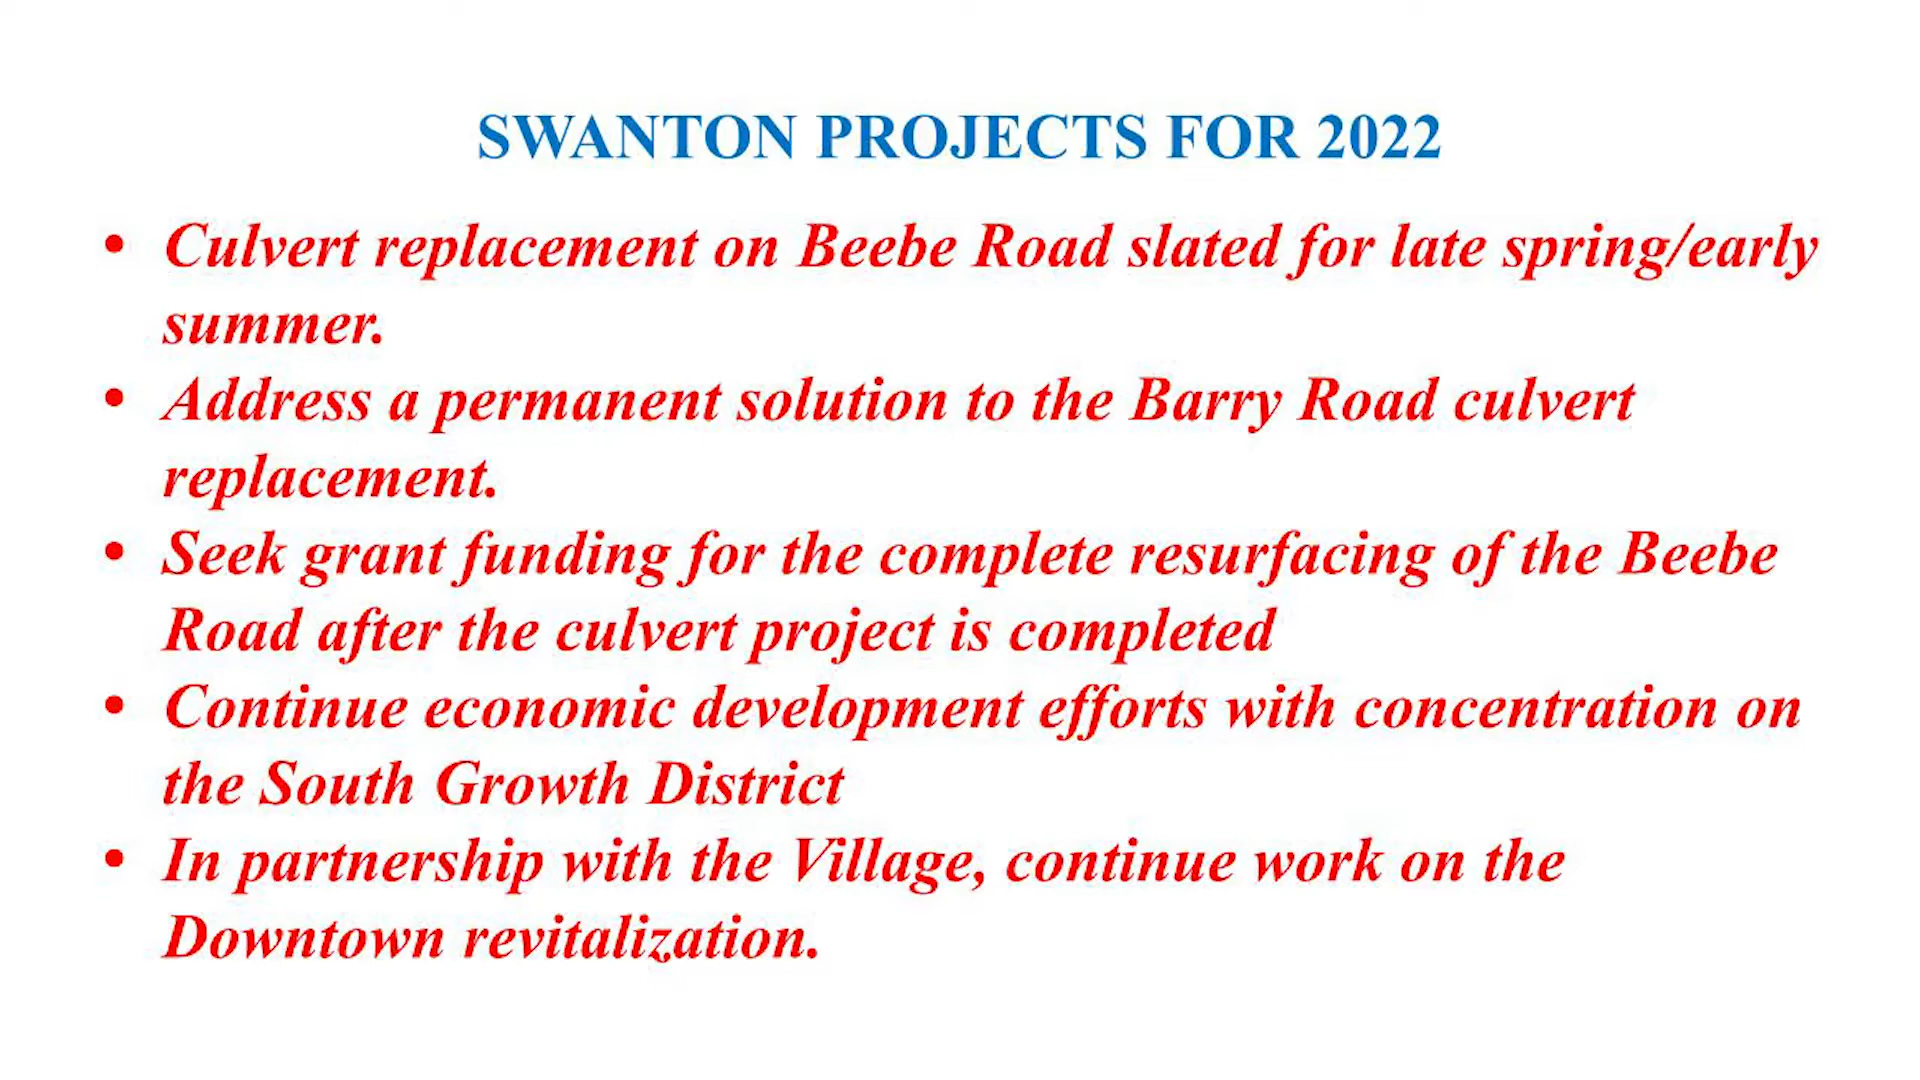 SWANTON PROJECTS FOR 2022
• Culvert replacement on Beebe Road slated for late spring/early
summer.
• Address a permanent solution to the Barry Road culvert
replacement.
• Seek grant funding for the complete resurfacing of the Beebe
Road after the culvert project is completed
• Continue economic development efforts with concentration on
the South Growth District
• In partnership with the Village, continue work on the
Downtown revitalization.